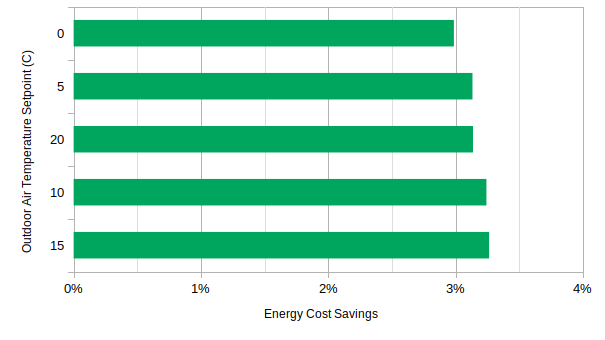 Outdoor Air Temperature Setpoint (C)
0
5
20
10
15
0% 1% 2% 3% 4%
Energy Cost Savings